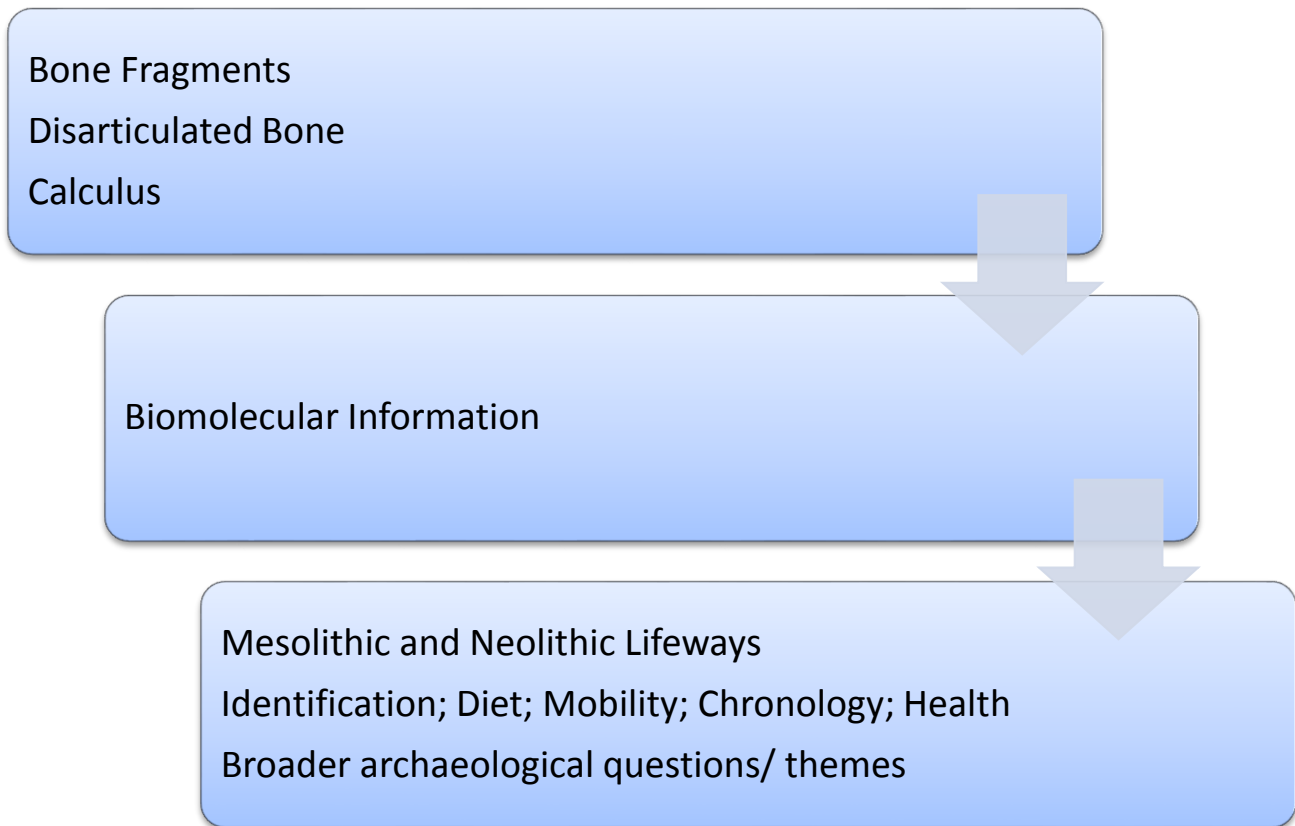 Bone Fragments
Disarticulated Bone
Calculus
Biomolecular Information
Mesolithic and Neolithic Lifeways
Identification; Diet; Mobility; Chronology; Health
Broader archaeological questions/ themes